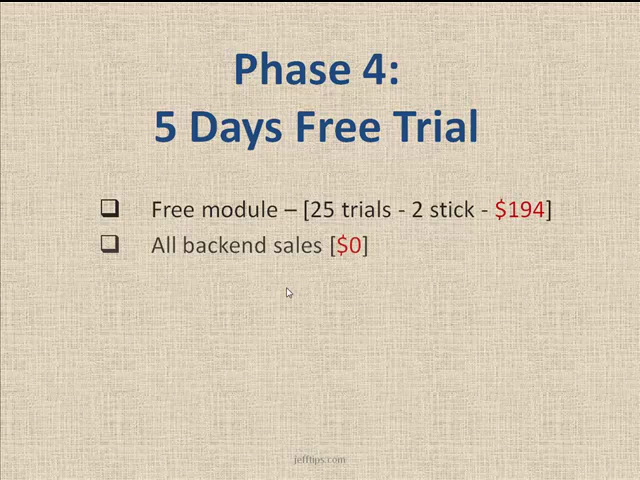 Phase 4:
5 Days Free Trial
Free module – [25 trials - 2 stick - $194]
All backend sales [$0]
jefftips.com